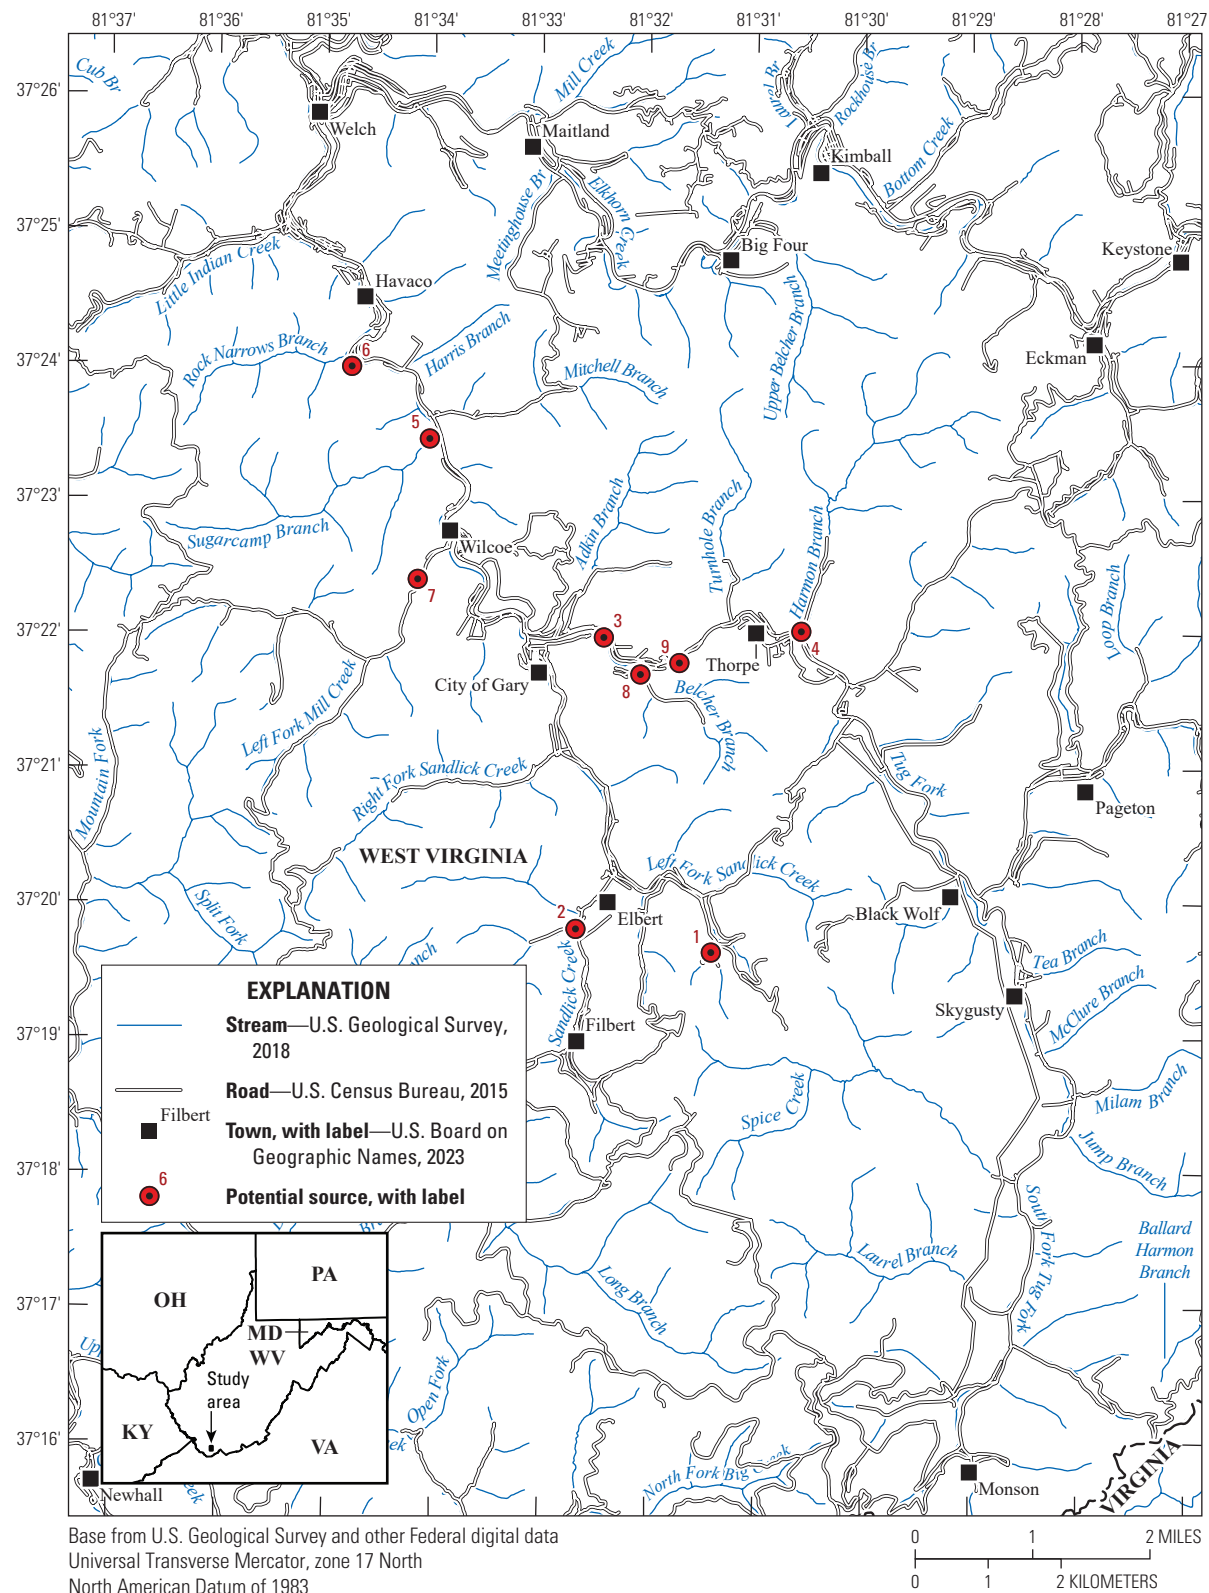 81°37' 81°36' 81°35' 81°34' 81°33' 81°32' 81°31' 81°30' 81°29' 81°28' 81°27'
37°26'
37°25'
37°24'
37°23'
37°22'
37°21'
37°20'
37°19'
37°18'
37°17'
37°16'
Cub Br
Mill Creek
Laurel Br
Rockhouse Br
Welch
Maitland
Kimball
Bottom Creek
Meetinghouse Br
Elkhorn Creek
Little Indian Creek
Big Four
Keystone
Havaco
Upper Belcher Branch
Rock Narrows Branch
6
Harris Branch
Mitchell Branch
Eckman
5
Sugarcamp Branch
Wilcoe
Adkin Branch
Turnhole Branch
Harmon Branch
Loop Branch
7
3
9
4
8
Thorpe
City of Gary
Belcher Branch
Left Fork Mill Creek
Mountain Fork
Right Fork Sandlick Creek
Tug Fork
Pageton
WEST VIRGINIA
Left Fork Sandlick Creek
Split Fork
2
Elbert
Black Wolf
1
Sandlick Creek
Tea Branch
McClure Branch
Skygusty
Filbert
Spice Creek
Milam Branch
Jump Branch
South Fork Tug Fork
Laurel Branch
Ballard
Harmon
Branch
Long Branch
Open Fork
North Fork Big Creek
Monson
VIRGINIA
Newhall
EXPLANATION
Stream—U.S. Geological Survey,
2018
Road—U.S. Census Bureau, 2015
Filbert
Town, with label—U.S. Board on
Geographic Names, 2023
6
Potential source, with label
OH
PA
MD
WV
Study
area
KY
VA
Base from U.S. Geological Survey and other Federal digital data
Universal Transverse Mercator, zone 17 North
North American Datum of 1983
0 1 2 MILES
0 1 2 KILOMETERS